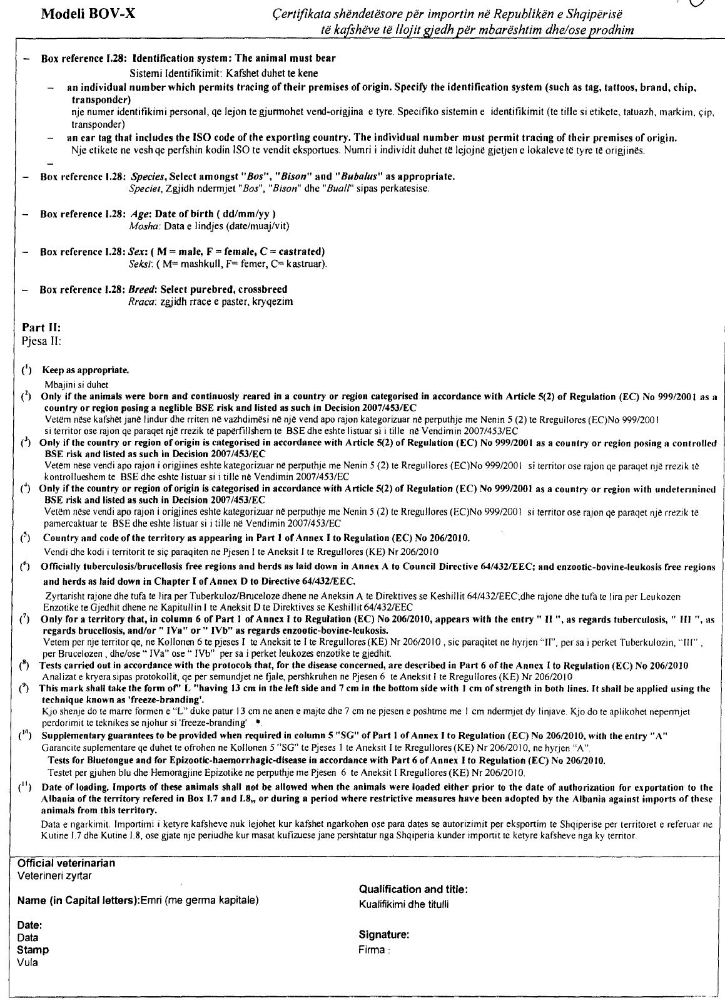 Modeli BOV-X
Çertifikata shëndetësore për importin në Republikën e Shqipërisë
të kafshëve të llojit gjedh për mbarështim dhe/ose prodhim
– Box reference I.28: Identification system: The animal must bear
Sistemi Identifikimit: Kafshet duhet te kene
– an individual number which permits tracing of their premises of origin. Specify the identification system (such as tag, tattoos, brand, chip,
transponder)
nje numer identifikimi personal, qe lejon te gjurmohet vend-origjina e tyre. Specifiko sistemin e identifikimit (te tille si etikete, tatuazh, markim, çip,
transponder)
– an ear tag that includes the ISO code of the exporting country. The individual number must permit tracing of their premises of origin.
Nje etikete ne vesh qe perfshin kodin ISO te vendit eksportues. Numri i individit duhet të lejojnë gjetjen e lokaleve të tyre të origjinës.
–
– Box reference I.28: Species, Select amongst "Bos", "Bison" and "Bubalus" as appropriate.
Speciet, Zgjidh ndermjet "Bos", "Bison" dhe "Buall" sipas perkatesise.
– Box reference I.28: Age: Date of birth ( dd/mm/yy )
Mosha: Data e lindjes (date/muaj/vit)
– Box reference I.28: Sex: ( M = male, F = female, C = castrated)
Seksi: ( M= mashkull, F= femer, C= kastruar).
– Box reference I.28: Breed: Select purebred, crossbreed
Rraca: zgjidh rrace e paster, kryqezim
Part II:
Pjesa II:
(1) Keep as appropriate.
Mbajini si duhet
(2) Only if the animals were born and continuosly reared in a country or region categorised in accordance with Article 5(2) of Regulation (EC) No 999/2001 as a
country or region posing a neglible BSE risk and listed as such in Decision 2007/453/EC
Vetëm nëse kafshët janë lindur dhe rriten në vazhdimësi në një vend apo rajon kategorizuar në perputhje me Nenin 5 (2) te Rregullores (EC)No 999/2001
si territor ose rajon qe paraqet një rrezik të papërfillshem te BSE dhe eshte listuar si i tille në Vendimin 2007/453/EC
(3) Only if the country or region of origin is categorised in accordance with Article 5(2) of Regulation (EC) No 999/2001 as a country or region posing a controlled
BSE risk and listed as such in Decision 2007/453/EC
Vetëm nëse vendi apo rajon i origjines eshte kategorizuar në perputhje me Nenin 5 (2) te Rregullores (EC)No 999/2001 si territor ose rajon qe paraqet një rrezik të
kontrollueshem te BSE dhe eshte listuar si i tille në Vendimin 2007/453/EC
(4) Only if the country or region of origin is categorised in accordance with Article 5(2) of Regulation (EC) No 999/2001 as a country or region with undetermined
BSE risk and listed as such in Decision 2007/453/EC
Vetëm nëse vendi apo rajon i origjines eshte kategorizuar në perputhje me Nenin 5 (2) te Rregullores (EC)No 999/2001 si territor ose rajon qe paraqet një rrezik të
pamercaktuar te BSE dhe eshte listuar si i tille në Vendimin 2007/453/EC
(5) Country and code of the territory as appearing in Part 1 of Annex I to Regulation (EC) No 206/2010.
Vendi dhe kodi i territorit te siç paraqiten ne Pjesen I te Aneksit I te Rregullores (KE) Nr 206/2010
(6) Officially tuberculosis/brucellosis free regions and herds as laid down in Annex A to Council Directive 64/432/EEC; and enzootic-bovine-leukosis free regions
and herds as laid down in Chapter I of Annex D to Directive 64/432/EEC.
Zyrtarisht rajone dhe tufa te lira per Tuberkuloz/Bruceloze dhene ne Aneksin A te Direktives se Keshillit 64/432/EEC;dhe rajone dhe tufa te lira per Leukozen
Enzotike te Gjedhit dhene ne Kapitullin I te Aneksit D te Direktives se Keshillit 64/432/EEC
(7) Only for a territory that, in column 6 of Part 1 of Annex I to Regulation (EC) No 206/2010, appears with the entry " II ", as regards tuberculosis, " III ", as
regards brucellosis, and/or " IVa" or " IVb" as regards enzootic-bovine-leukosis.
Vetem per nje territor qe, ne Kollonen 6 te pjeses I te Aneksit te I te Rregullores (KE) Nr 206/2010 , sic paraqitet ne hyrjen “II”, per sa i perket Tuberkulozin, “III” ,
per Brucelozen , dhe/ose “ IVa” ose “ IVb” per sa i perket leukozes enzotike te gjedhit.
(8) Tests carried out in accordance with the protocols that, for the disease concerned, are described in Part 6 of the Annex I to Regulation (EC) No 206/2010
Analizat e kryera sipas protokollit, qe per semundjet ne fjale, pershkruhen ne Pjesen 6 te Aneksit I te Rregullores (KE) Nr 206/2010
(9) This mark shall take the form of" L "having 13 cm in the left side and 7 cm in the bottom side with 1 cm of strength in both lines. It shall be applied using the
technique known as 'freeze-branding'.
Kjo shenje do te marre formen e “L” duke patur 13 cm ne anen e majte dhe 7 cm ne pjesen e poshtme me 1 cm ndermjet dy linjave. Kjo do te aplikohet nepermjet
perdorimit te teknikes se njohur si 'freeze-branding' .
(10) Supplementary guarantees to be provided when required in column 5 "SG" of Part 1 of Annex I to Regulation (EC) No 206/2010, with the entry "A"
Garancite suplementare qe duhet te ofrohen ne Kollonen 5 "SG" te Pjeses 1 te Aneksit I te Rregullores (KE) Nr 206/2010, ne hyrjen “A”.
Tests for Bluetongue and for Epizootic-haemorrhagic-disease in accordance with Part 6 of Annex I to Regulation (EC) No 206/2010.
Testet per gjuhen blu dhe Hemoragjine Epizotike ne perputhje me Pjesen 6 te Aneksit I Rregullores (KE) Nr 206/2010.
(11) Date of loading. Imports of these animals shall not be allowed when the animals were loaded either prior to the date of authorization for exportation to the
Albania of the territory refered in Box I.7 and I.8,, or during a period where restrictive measures have been adopted by the Albania against imports of these
animals from this territory.
Data e ngarkimit. Importimi i ketyre kafsheve nuk lejohet kur kafshet ngarkohen ose para dates se autorizimit per eksportim te Shqiperise per territoret e referuar ne
Kutine I.7 dhe Kutine I.8, ose gjate nje periudhe kur masat kufizuese jane pershtatur nga Shqiperia kunder importit te ketyre kafsheve nga ky territor.
Official veterinarian
Veterineri zyrtar
Name (in Capital letters):Emri (me germa kapitale)
Qualification and title:
Kualifikimi dhe titulli
Date:
Data
Signature:
Stamp
Firma :
Vula